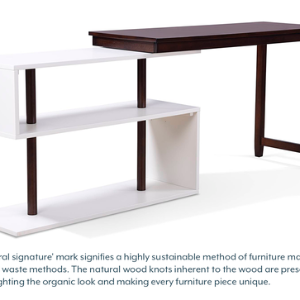 ral signature' mark signifies a highly sustainable method of furniture ma
waste methods. The natural wood knots inherent to the wood are pres
ghting the organic look and making every furniture piece unique.